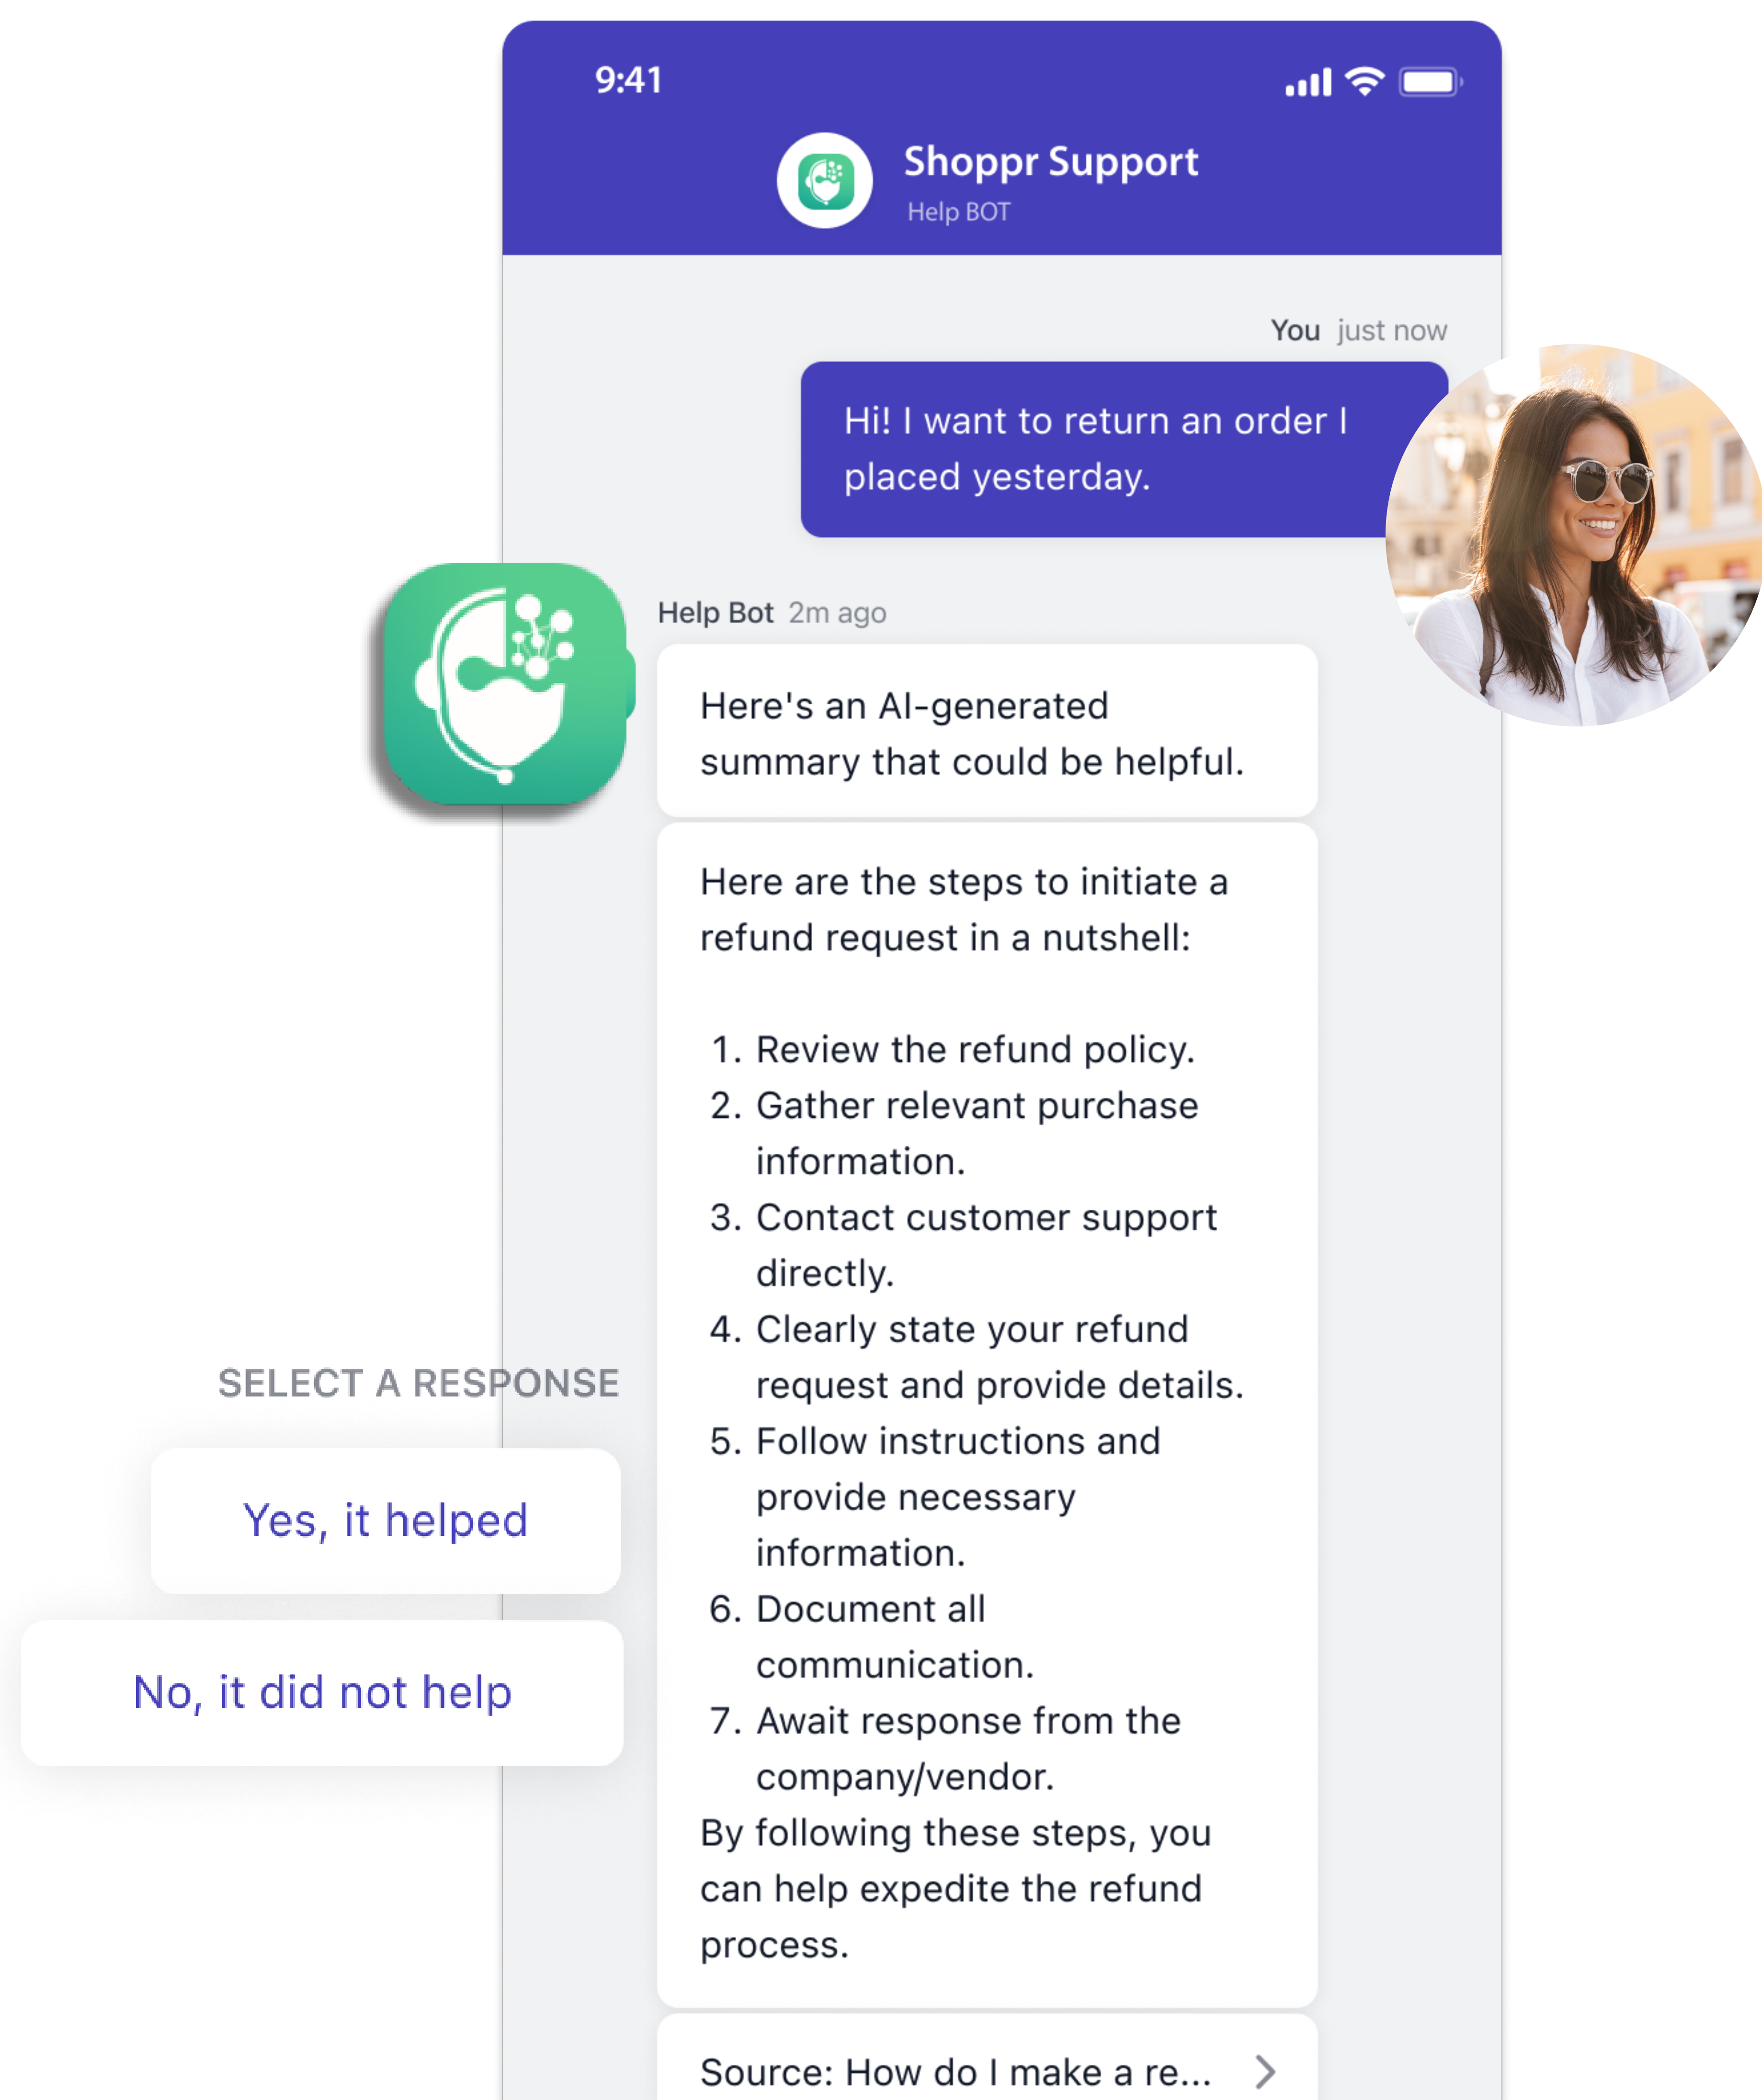 9:41
Shoppr Support
Help BOT
You just now
Hi! I want to return an order I
placed yesterday.
Help Bot 2m ago
Here's an AI-generated
summary that could be helpful.
Here are the steps to initiate a
refund request in a nutshell:
1. Review the refund policy.
2. Gather relevant purchase
information.
3. Contact customer support
directly.
4. Clearly state your refund
request and provide details.
5. Follow instructions and
provide necessary
information.
6. Document all
communication.
7. Await response from the
company/vendor.
By following these steps, you
can help expedite the refund
process.
Source: How do I make a re...
SELECT A RESPONSE
Yes, it helped
No, it did not help